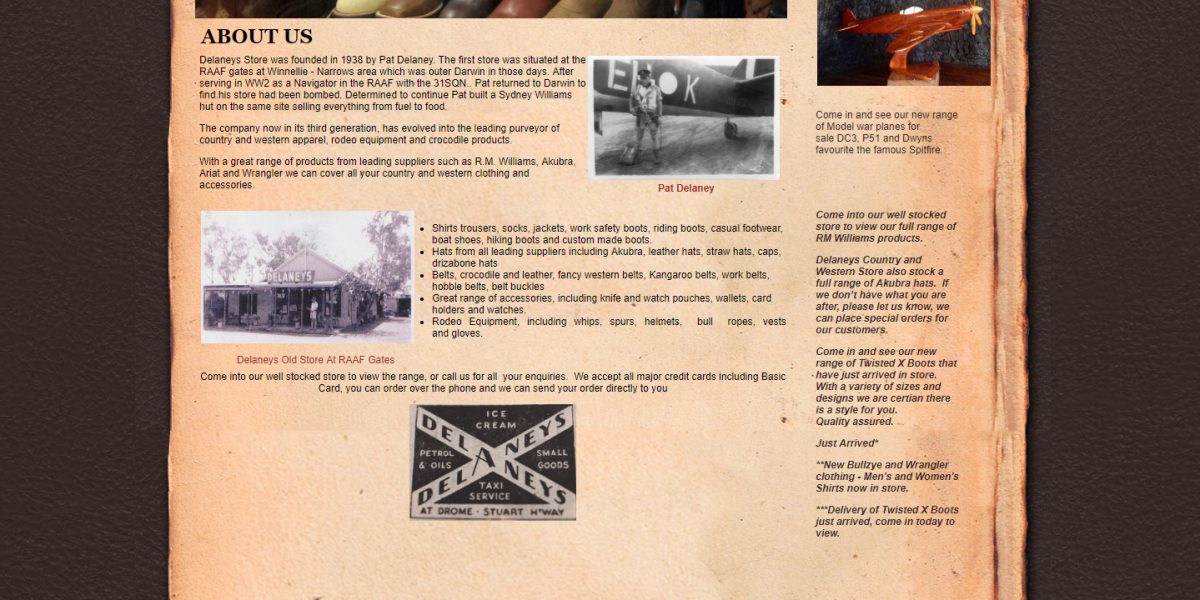 ABOUT US
Delaneys Store was founded in 1938 by Pat Delaney. The first store was situated at the
RAAF gates at Winnellie - Narrows area which was outer Darwin in those days. After
serving in WW2 as a Navigator in the RAAF with the 31SQN.. Pat returned to Darwin to
find his store had been bombed. Determined to continue Pat built a Sydney Williams
hut on the same site selling everything from fuel to food.
The company now in its third generation, has evolved into the leading purveyor of
country and western apparel, rodeo equipment and crocodile products.
With a great range of products from leading suppliers such as R.M. Williams, Akubra,
Ariat and Wrangler we can cover all your country and western clothing and
accessories.
EH K
Pat Delaney
DELANEYS
Delaneys Old Store At RAAF Gates
• Shirts trousers, socks, jackets, work safety boots, riding boots, casual footwear,
boat shoes, hiking boots and custom made boots.
• Hats from all leading suppliers including Akubra, leather hats, straw hats, caps,
drizabone hats
• Belts, crocodile and leather, fancy western belts, Kangaroo belts, work belts,
hobble belts, belt buckles
• Great range of accessories, including knife and watch pouches, wallets, card
holders and watches.
• Rodeo Equipment, including whips, spurs, helmets, bull ropes, vests
and gloves.
Come into our well stocked store to view the range, or call us for all your enquiries. We accept all major credit cards including Basic
Card, you can order over the phone and we can send your order directly to you
ICE
CREAM
DELANEYS
PETROL
& OILS
A
SMALL
GOODS
DELANEYS
TAXI
SERVICE
AT DROME - STUART H'WAY
Come in and see our new range
of Model war planes for
sale DC3, P51 and Dwyns
favourite the famous Spitfire.
Come into our well stocked
store to view our full range of
RM Williams products.
Delaneys Country and
Western Store also stock a
full range of Akubra hats. If
we don't have what you are
after, please let us know, we
can place special orders for
our customers.
Come in and see our new
range of Twisted X Boots that
have just arrived in store.
With a variety of sizes and
designs we are certian there
is a style for you.
Quality assured.
Just Arrived*
**New Bullzye and Wrangler
clothing - Men's and Women's
Shirts now in store.
***Delivery of Twisted X Boots
just arrived, come in today to
view.